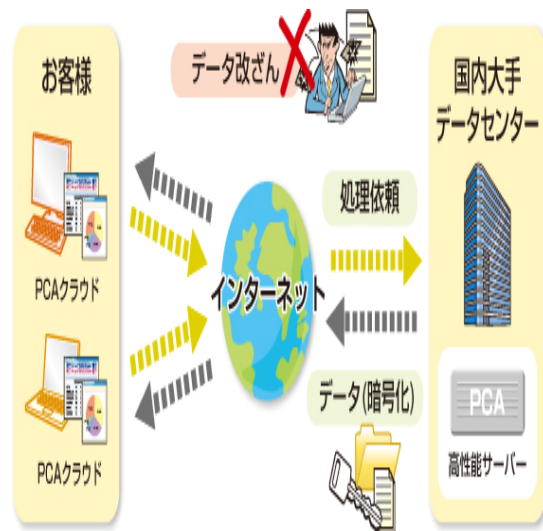 お客様
PCAクラウド
PCAクラウド
データ改ざん
インターネット
処理依頼
データ(暗号化)
国内大手
データセンター
PCA
高性能サーバー